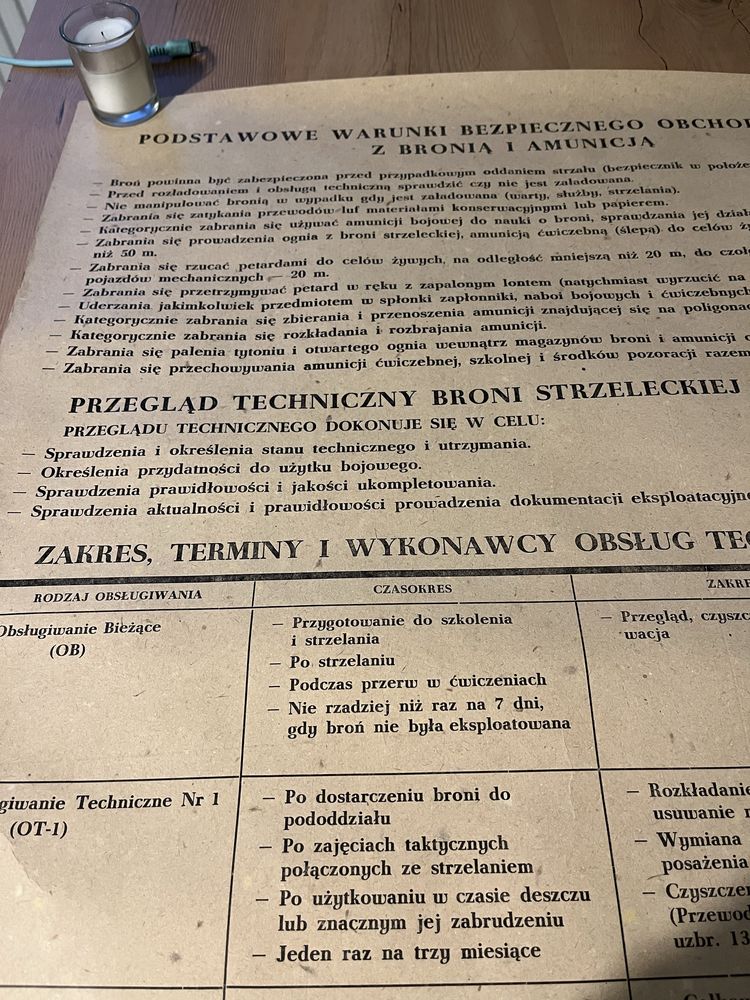 PODSTAWOWE WARUNKI BEZPIECZNEGO OBCHOD
Z BRONIĄ I AMUNICJĄ
— Broń powinna być zabezpieczona przed przypadkowym oddaniem strzału (bezpiecznik w położe
— Przed rozładowaniem i obsługą techniczną sprawdzić czy nie jest załadowana.
— Nie manipulować bronią w wypadku gdy jest załadowana (warty, służby, strzelania).
— Zabrania się zatykania przewodów luf materiałami konserwacyjnymi lub papierem.
— Kategorycznie zabrania się używać amunicji bojowej do nauki o broni, sprawdzania jej dział
— Zabrania się prowadzenia ognia z broni strzeleckiej, amunicją ćwiczebną (ślepą) do celów ży
niż 50 m.
— Zabrania się rzucać petardami do celów żywych, na odległość mniejszą niż 20 m, do czoł
pojazdów mechanicznych — 20 m.
— Zabrania się przetrzymywać petard w ręku z zapalonym lontem (natychmiast wyrzucić na
— Uderzania jakimkolwiek przedmiotem w spłonki zapłonniki, naboi bojowych i ćwiczebnych
— Kategorycznie zabrania się zbierania i przenoszenia amunicji znajdującej się na poligonac
— Kategorycznie zabrania się rozkładania i rozbrajania amunicji.
— Zabrania się palenia tytoniu i otwartego ognia wewnątrz magazynów broni i amunicji
— Zabrania się przechowywania amunicji ćwiczebnej, szkolnej i środków pozoracji razem
PRZEGLĄD TECHNICZNY BRONI STRZELECKIEJ
PRZEGLĄDU TECHNICZNEGO DOKONUJE SIĘ W CELU:
— Sprawdzenia i określenia stanu technicznego i utrzymania.
— Określenia przydatności do użytku bojowego.
— Sprawdzenia prawidłowości i jakości ukompletowania.
— Sprawdzenia aktualności i prawidłowości prowadzenia dokumentacji eksploatacyjne
ZAKRES, TERMINY I WYKONAWCY OBSŁUG TEC
RODZAJ OBSŁUGIWANIA
CZASOKRES
ZAKRE
Obsługiwanie Bieżące
(OB)
— Przygotowanie do szkolenia
i strzelania
— Po strzelaniu
— Podczas przerw w ćwiczeniach
— Nie rzadziej niż raz na 7 dni,
gdy broń nie była eksploatowana
— Przegląd, czyszc
wacja
giwanie Techniczne Nr 1
(OT-1)
— Po dostarczeniu broni do
pododdziału
— Po zajęciach taktycznych
połączonych ze strzelaniem
— Po użytkowaniu w czasie deszczu
lub znacznym jej zabrudzeniu
— Jeden raz na trzy miesiące
— Rozkładanie
usuwanie
— Wymiana
posażenia
— Czyszczen
(Przewod
uzbr. 13